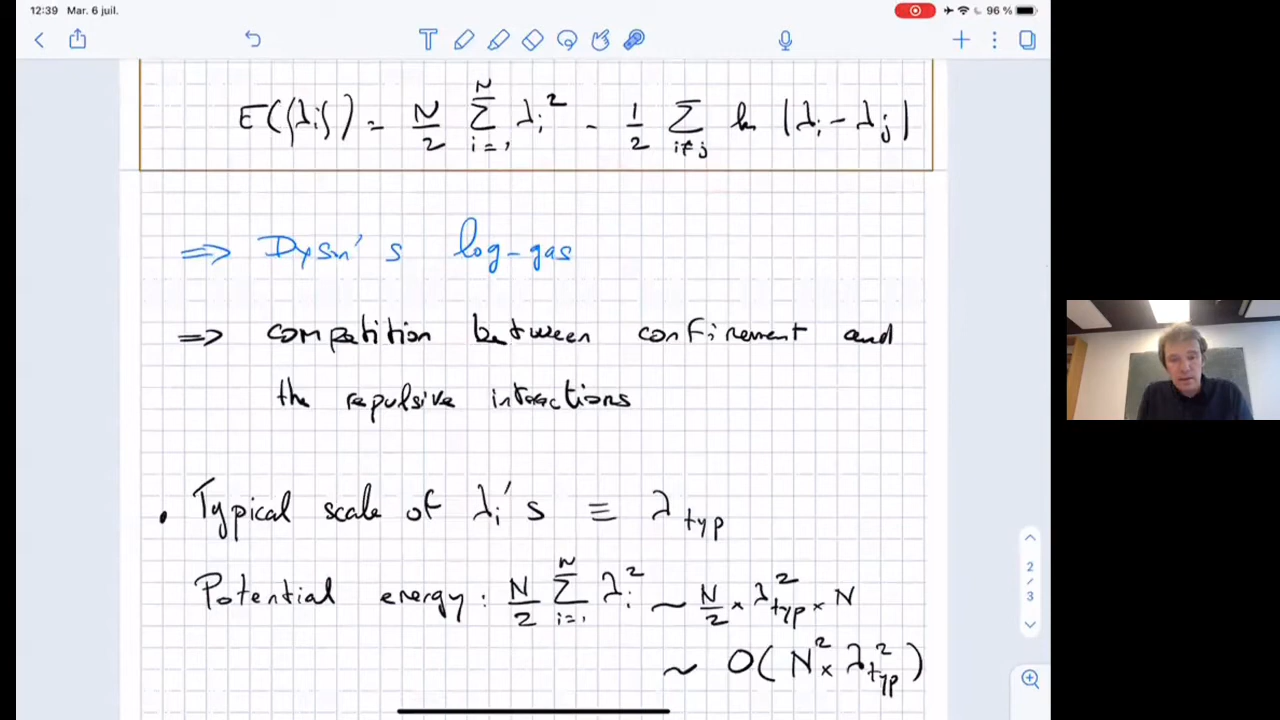 12:39 Mar. 6 juil.
96 %
E({λi}) = N/2 Σ_{i=1}^{N} λi² - 1/2 Σ_{i≠j} ln |λi - λj|
⇒ Dyson's log-gas
⇒ competition between confinement and
the repulsive interactions
• Typical scale of λi's ≡ λtyp
Potential energy: N/2 Σ_{i=1}^{N} λi² ~ N/2 × λ²typ × N
~ O(N² × λ²typ)
2
/
3